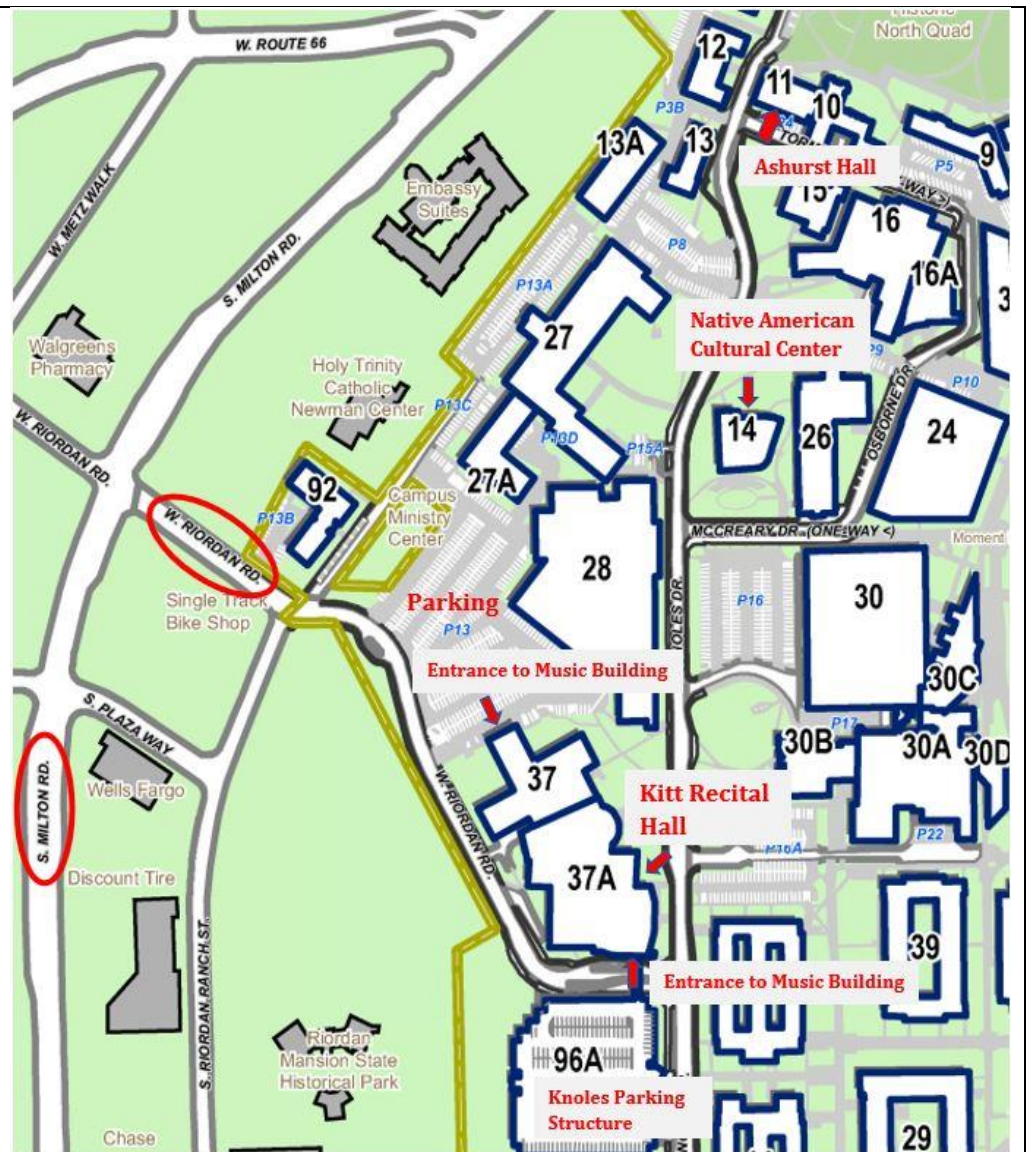 Historic
North Quad
W. ROUTE 66
12
11
10
P3B
13A
13
9
P5
Ashurst Hall
15
16
16A
Embassy
Suites
W. METZ WALK
S. MILTON RD.
P8
P13A
Native American
Cultural Center
27
P9
P10
Walgreens
Pharmacy
Holy Trinity
Catholic
Newman Center
P13C
OSBORNE DR.
14
26
24
W. RIORDAN RD.
P13D
P15A
27A
92
Campus
Ministry
Center
P13B
W. RIORDAN RD.
MCCREARY DR. (ONE-WAY <)
Moment
28
30
P16
Single Track
Bike Shop
Parking
P13
Entrance to Music Building
30C
S. PLAZA WAY
P17
30B
30A
30D
37
Wells Fargo
S. MILTON RD.
Kitt Recital
Hall
W. RIORDAN RD.
P22
P16A
37A
Discount Tire
39
Entrance to Music Building
S. RIORDAN RANCH ST.
Riordan
Mansion State
Historical Park
96A
Knoles Parking
Structure
29
Chase